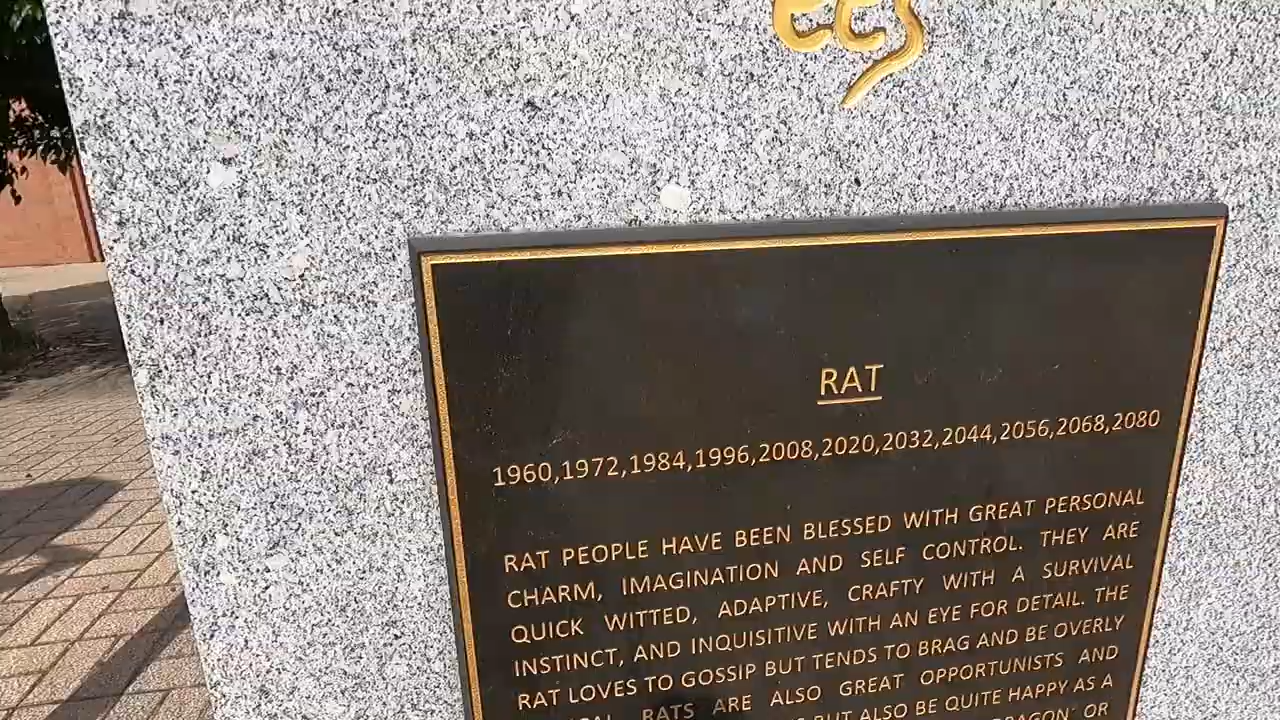 RAT
1960,1972,1984,1996,2008,2020,2032,2044,2056,2068,2080
RAT PEOPLE HAVE BEEN BLESSED WITH GREAT PERSONAL
CHARM, IMAGINATION AND SELF CONTROL. THEY ARE
QUICK WITTED, ADAPTIVE, CRAFTY WITH A SURVIVAL
INSTINCT, AND INQUISITIVE WITH AN EYE FOR DETAIL. THE
RAT LOVES TO GOSSIP BUT TENDS TO BRAG AND BE OVERLY
RATS ARE ALSO GREAT OPPORTUNISTS AND
BUT ALSO BE QUITE HAPPY AS A
DRAGON OR